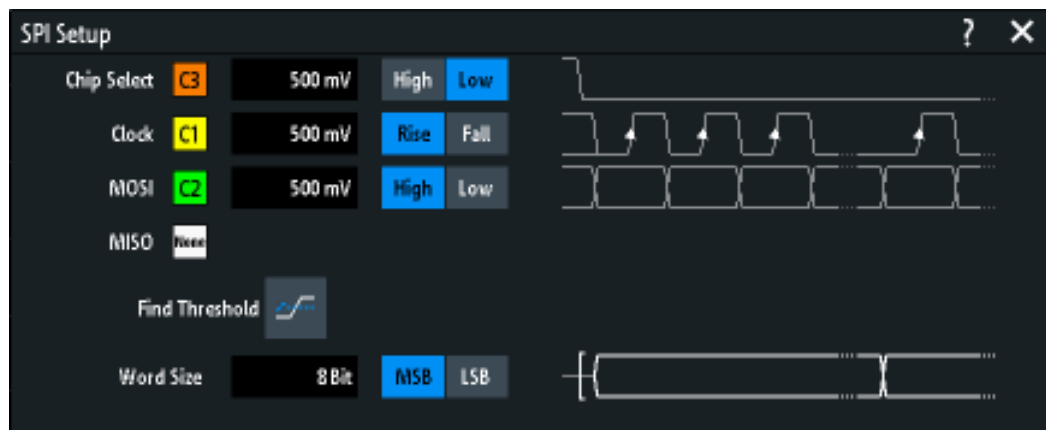 SPI Setup ? ×
Chip Select C3 500 mV High Low
Clock C1 500 mV Rise Fall
MOSI C2 500 mV High Low
MISO None
Find Threshold
Word Size 8 Bit MSB LSB